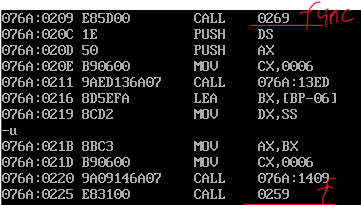 076A:0209 E85D00 CALL 0269 func
076A:020C 1E PUSH DS
076A:020D 50 PUSH AX
076A:020E B90600 MOV CX,0006
076A:0211 9AED136A07 CALL 076A:13ED
076A:0216 8D5EFA LEA BX,[BP-06]
076A:0219 8CD2 MOV DX,SS
-u
076A:021B 8BC3 MOV AX,BX
076A:021D B90600 MOV CX,0006
076A:0220 9A09146A07 CALL 076A:1409
076A:0225 E83100 CALL 0259 f